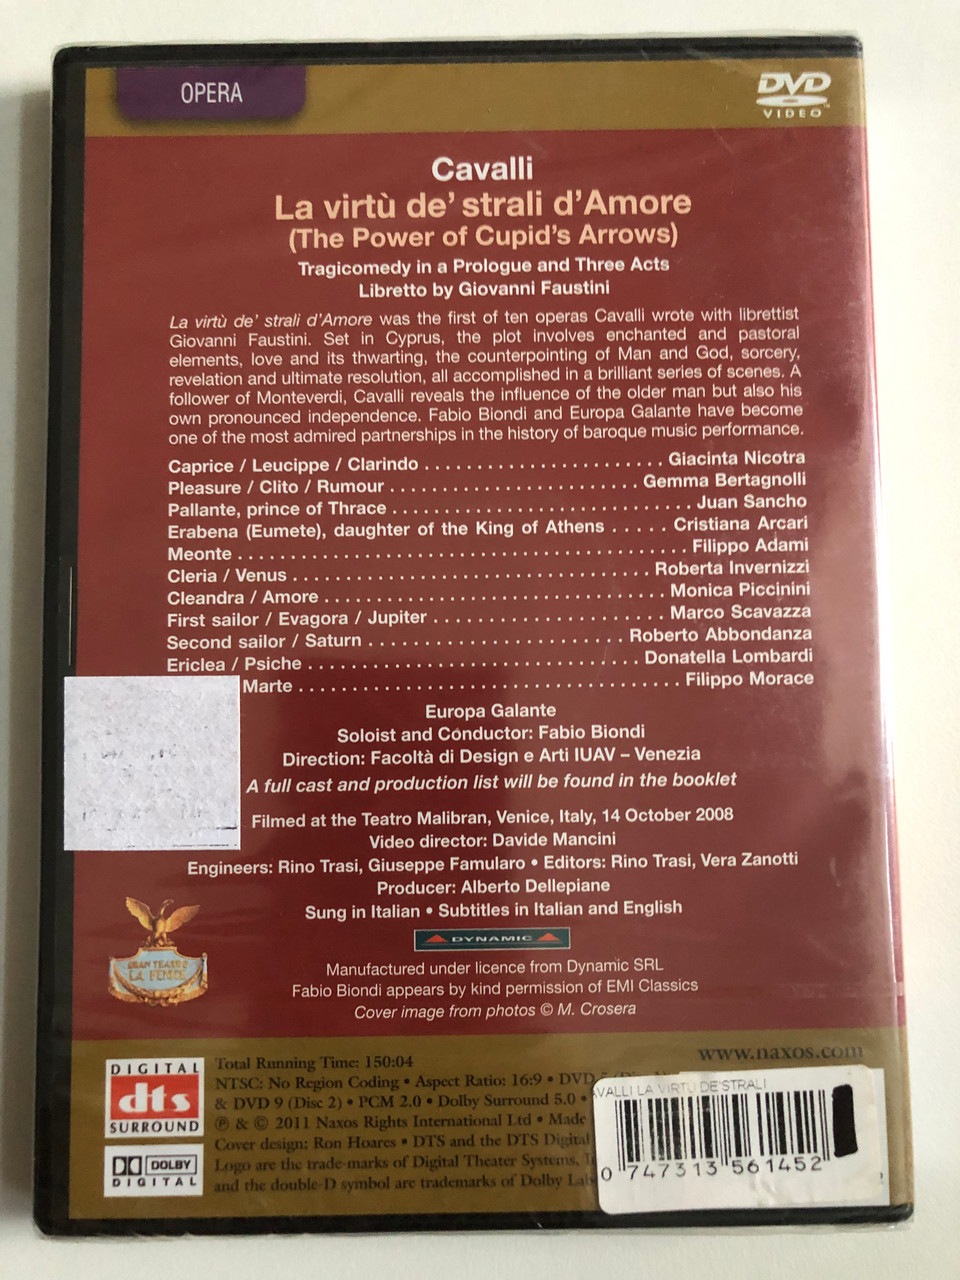 OPERA
DVD
VIDEO
Cavalli
La virtù de' strali d'Amore
(The Power of Cupid's Arrows)
Tragicomedy in a Prologue and Three Acts
Libretto by Giovanni Faustini
La virtù de' strali d'Amore was the first of ten operas Cavalli wrote with librettist
Giovanni Faustini. Set in Cyprus, the plot involves enchanted and pastoral
elements, love and its thwarting, the counterpointing of Man and God, sorcery,
revelation and ultimate resolution, all accomplished in a brilliant series of scenes. A
follower of Monteverdi, Cavalli reveals the influence of the older man but also his
own pronounced independence. Fabio Biondi and Europa Galante have become
one of the most admired partnerships in the history of baroque music performance.
Caprice / Leucippe / Clarindo . . . . . . . . . . . . . . . . . . . . . . . Giacinta Nicotra
Pleasure / Clito / Rumour . . . . . . . . . . . . . . . . . . . . . . . . Gemma Bertagnolli
Pallante, prince of Thrace . . . . . . . . . . . . . . . . . . . . . . . . . . . . . Juan Sancho
Erabena (Eumete), daughter of the King of Athens . . . . . Cristiana Arcari
Meonte . . . . . . . . . . . . . . . . . . . . . . . . . . . . . . . . . . . . . . . . . . . Filippo Adami
Cleria / Venus . . . . . . . . . . . . . . . . . . . . . . . . . . . . . . . . . . Roberta Invernizzi
Cleandra / Amore . . . . . . . . . . . . . . . . . . . . . . . . . . . . . . . . Monica Piccinini
First sailor / Evagora / Jupiter . . . . . . . . . . . . . . . . . . . . . . Marco Scavazza
Second sailor / Saturn . . . . . . . . . . . . . . . . . . . . . . . . Roberto Abbondanza
Ericlea / Psiche . . . . . . . . . . . . . . . . . . . . . . . . . . . . . . . . Donatella Lombardi
Marte . . . . . . . . . . . . . . . . . . . . . . . . . . . . . . . . . . . . Filippo Morace
Europa Galante
Soloist and Conductor: Fabio Biondi
Direction: Facoltà di Design e Arti IUAV – Venezia
A full cast and production list will be found in the booklet
Filmed at the Teatro Malibran, Venice, Italy, 14 October 2008
Video director: Davide Mancini
Engineers: Rino Trasi, Giuseppe Famularo • Editors: Rino Trasi, Vera Zanotti
Producer: Alberto Dellepiane
Sung in Italian • Subtitles in Italian and English
GRAN TEATRO
LA FENICE
DYNAMIC
Manufactured under licence from Dynamic SRL
Fabio Biondi appears by kind permission of EMI Classics
Cover image from photos © M. Crosera
www.naxos.com
DIGITAL
dts
SURROUND
DOLBY
DIGITAL
Total Running Time: 150:04
NTSC: No Region Coding • Aspect Ratio: 16:9 • DVD 5 (Disc
& DVD 9 (Disc 2) • PCM 2.0 • Dolby Surround 5.0 •
℗ & © 2011 Naxos Rights International Ltd • Made
Cover design: Ron Hoares • DTS and the DTS Digital
Logo are the trade-marks of Digital Theater Systems,
and the double-D symbol are trademarks of Dolby
AVALLI LA VIRTU DE'STRALI
0 747313 561452